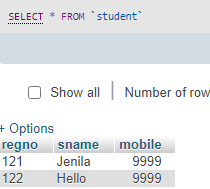 SELECT * FROM `student`
Show all Number of row
+ Options
regno sname mobile
121 Jenila 9999
122 Hello 9999